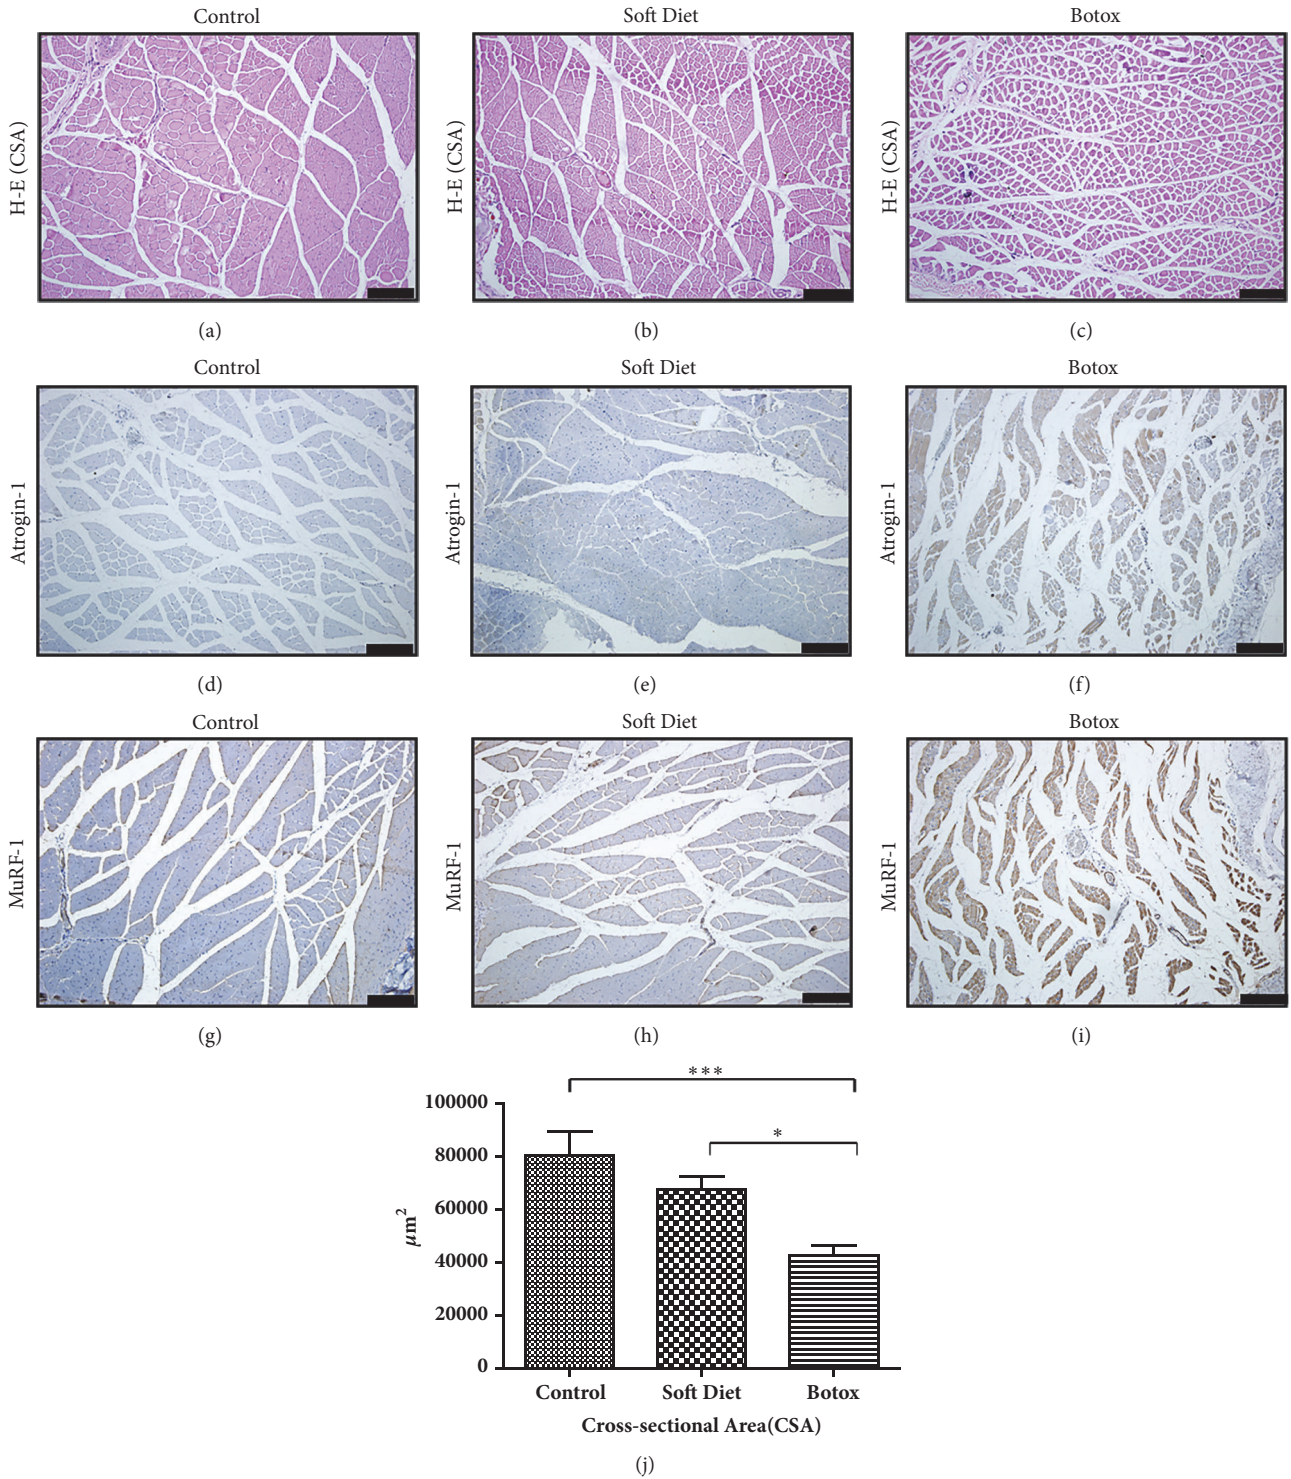 Control
Soft Diet
Botox
H-E (CSA)
H-E (CSA)
H-E (CSA)
(a)
(b)
(c)
Control
Soft Diet
Botox
Atrogin-1
Atrogin-1
Atrogin-1
(d)
(e)
(f)
Control
Soft Diet
Botox
MuRF-1
MuRF-1
MuRF-1
(g)
(h)
(i)
***
*
100000
80000
60000
40000
20000
0
μm²
Control
Soft Diet
Botox
Cross-sectional Area(CSA)
(j)